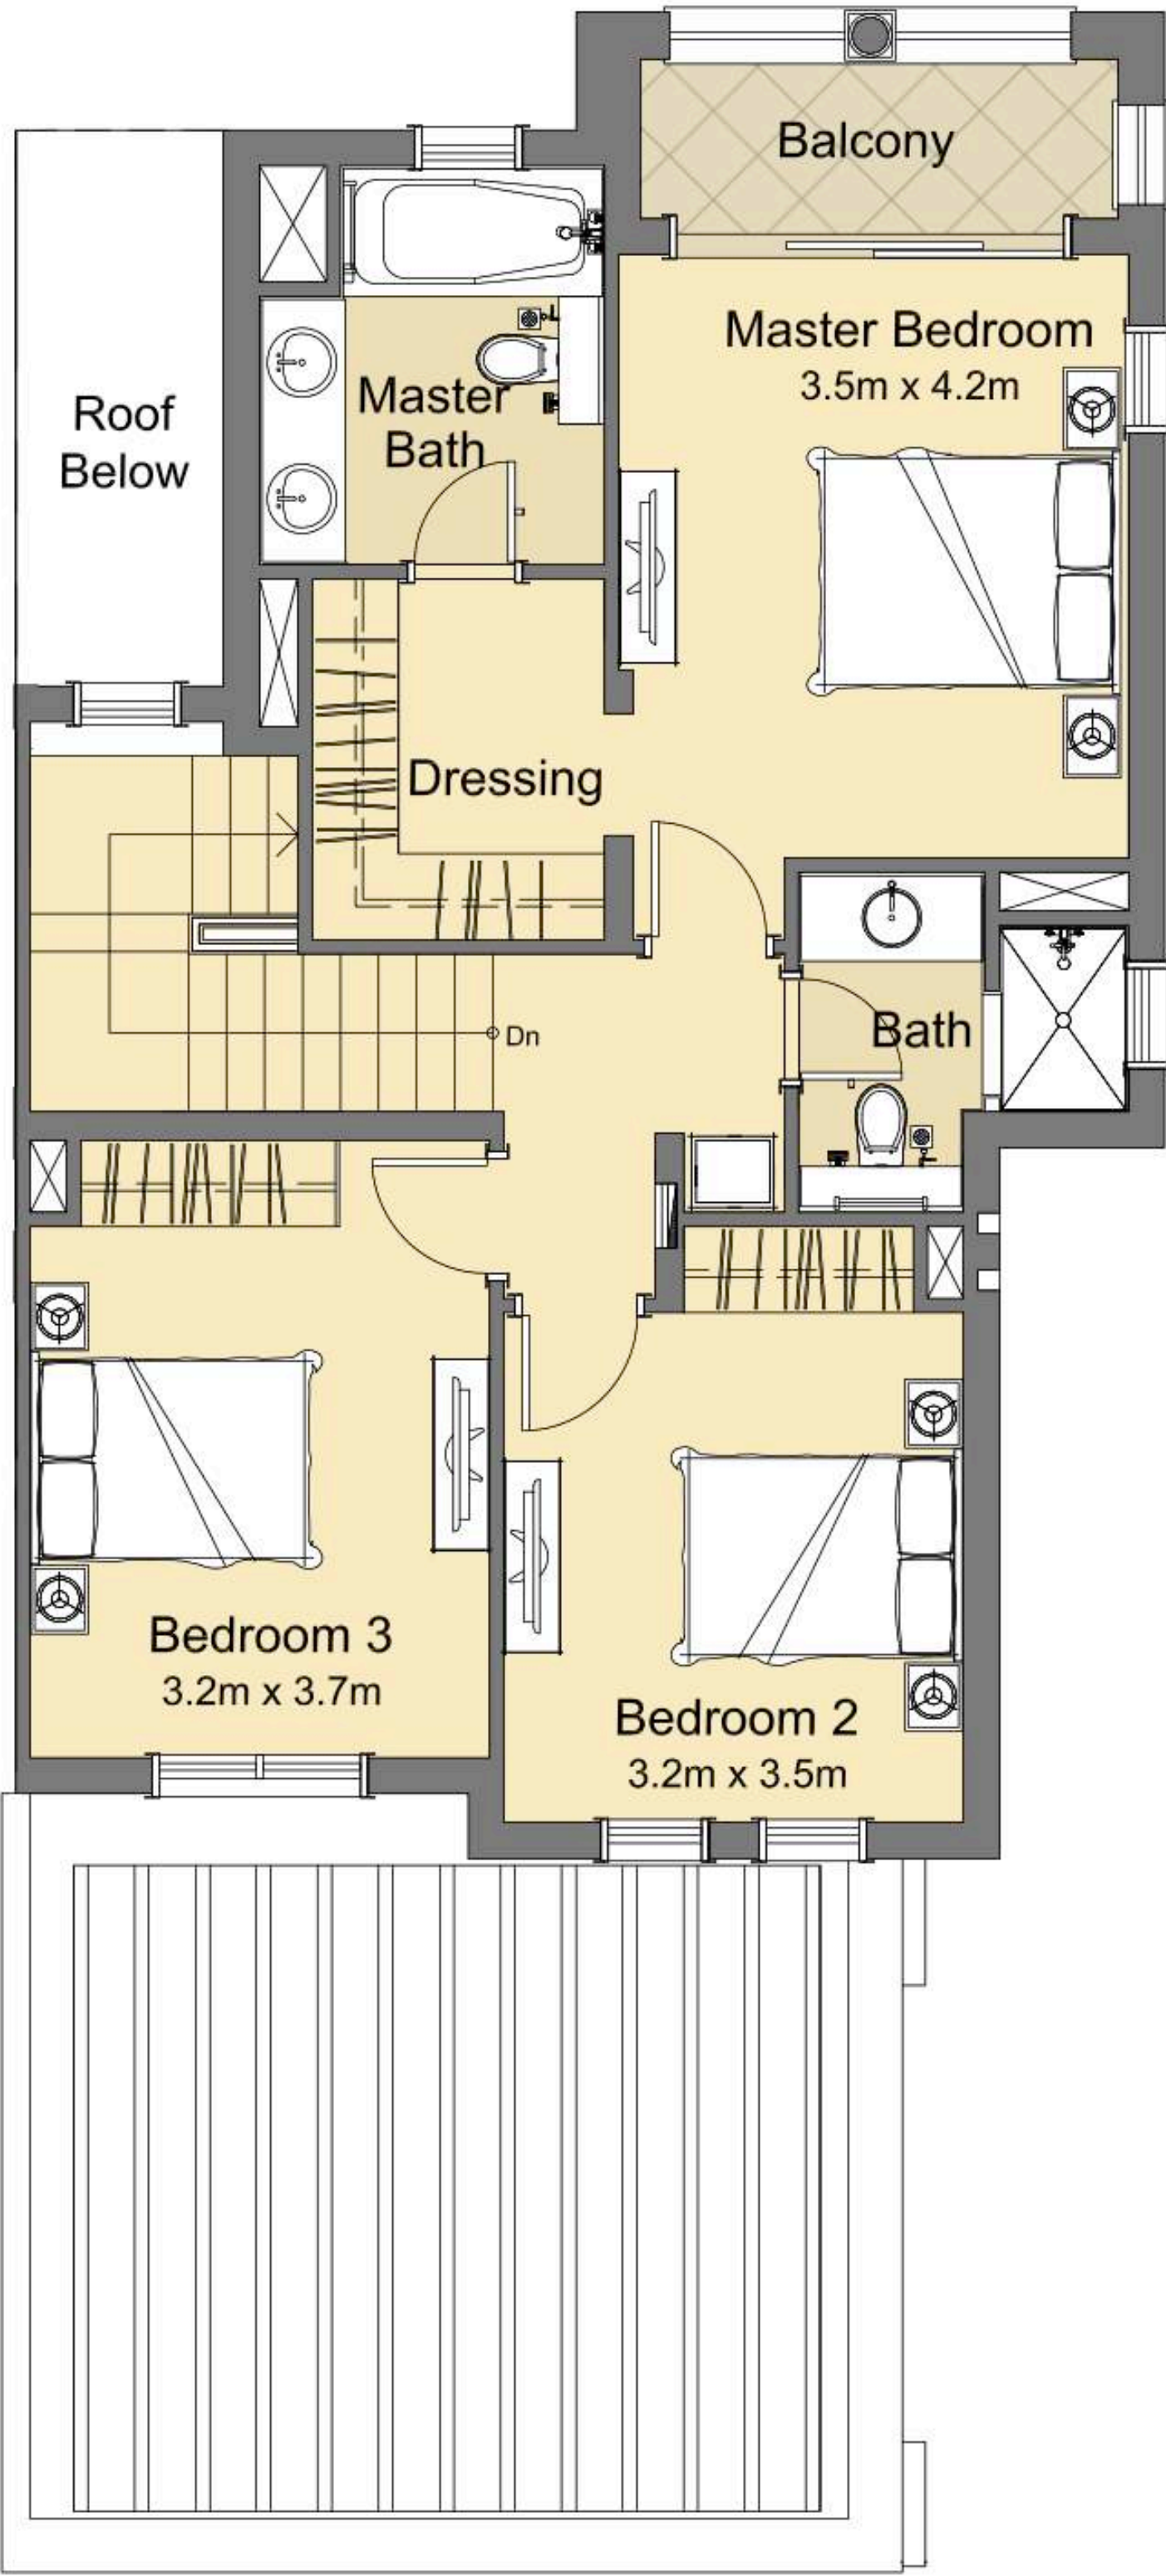 Balcony
Master Bedroom
3.5m x 4.2m
Master
Bath
Roof
Below
Dressing
Bath
Dn
Bedroom 3
3.2m x 3.7m
Bedroom 2
3.2m x 3.5m